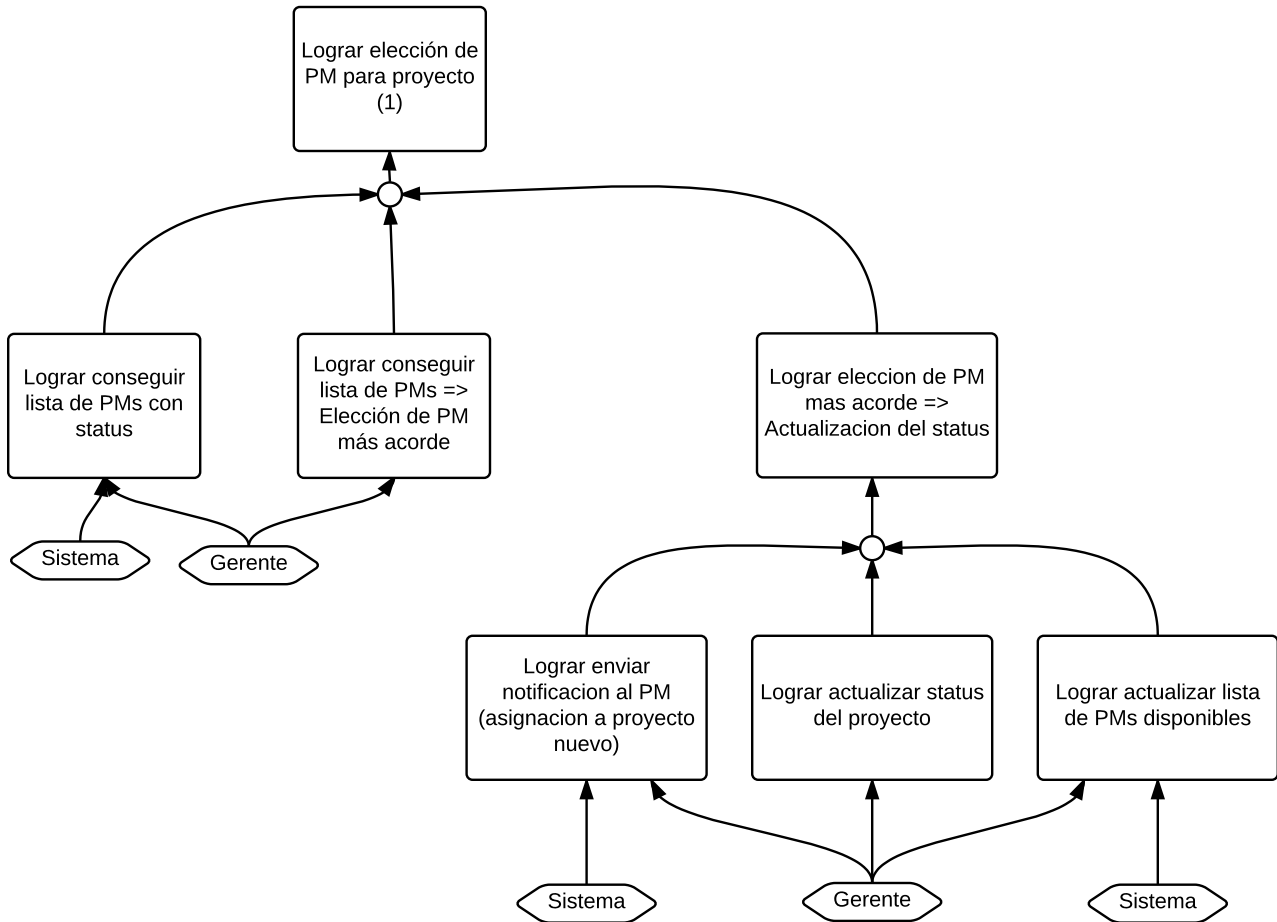 Lograr elección de
PM para proyecto
(1)
Lograr conseguir
lista de PMs con
status
Lograr conseguir
lista de PMs =>
Elección de PM
más acorde
Lograr eleccion de PM
mas acorde =>
Actualizacion del status
Sistema
Gerente
Lograr enviar
notificacion al PM
(asignacion a proyecto
nuevo)
Lograr actualizar status
del proyecto
Lograr actualizar lista
de PMs disponibles
Sistema
Gerente
Sistema